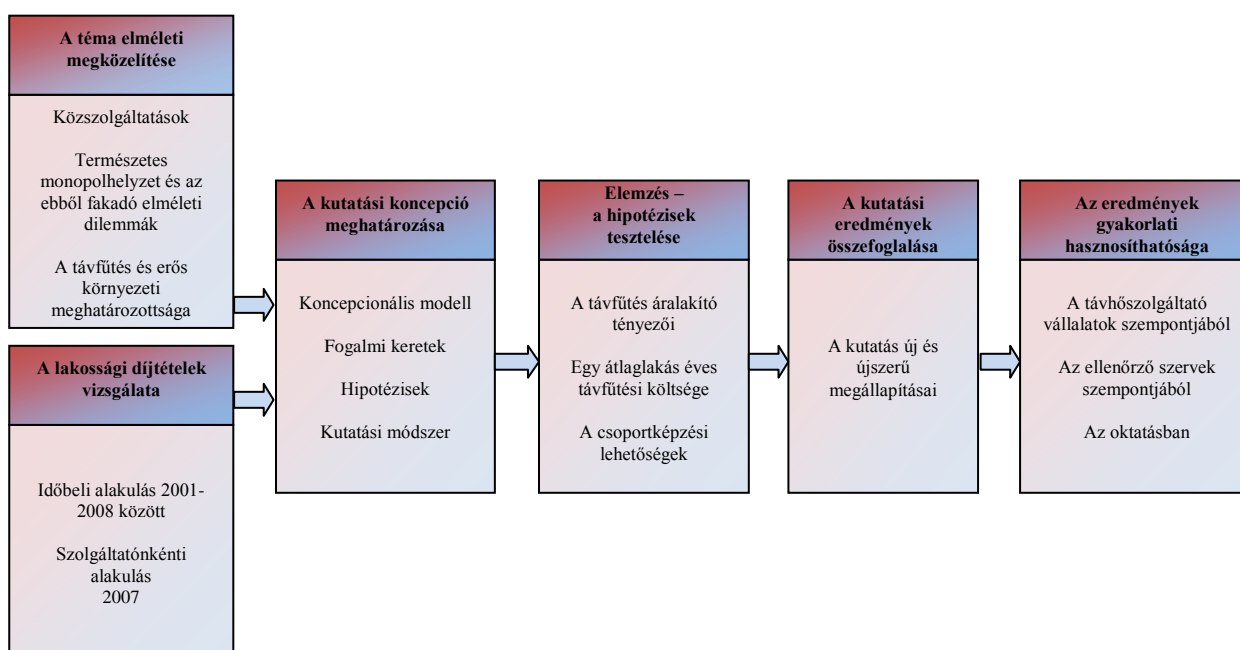 A téma elméleti
megközelítése
Közszolgáltatások
Természetes
monopolhelyzet és az
ebből fakadó elméleti
dilemmák
A távfűtés és erős
környezeti
meghatározottsága
A lakossági díjtételek
vizsgálata
Időbeli alakulás 2001-
2008 között
Szolgáltatónkénti
alakulás
2007
A kutatási koncepció
meghatározása
Koncepcionális modell
Fogalmi keretek
Hipotézisek
Kutatási módszer
Elemzés –
a hipotézisek
tesztelése
A távfűtés áralakító
tényezői
Egy átlaglakás éves
távfűtési költsége
A csoportképzési
lehetőségek
A kutatási
eredmények
összefoglalása
A kutatás új és
újszerű
megállapításai
Az eredmények
gyakorlati
hasznosíthatósága
A távhőszolgáltató
vállalatok szempontjából
Az ellenőrző szervek
szempontjából
Az oktatásban